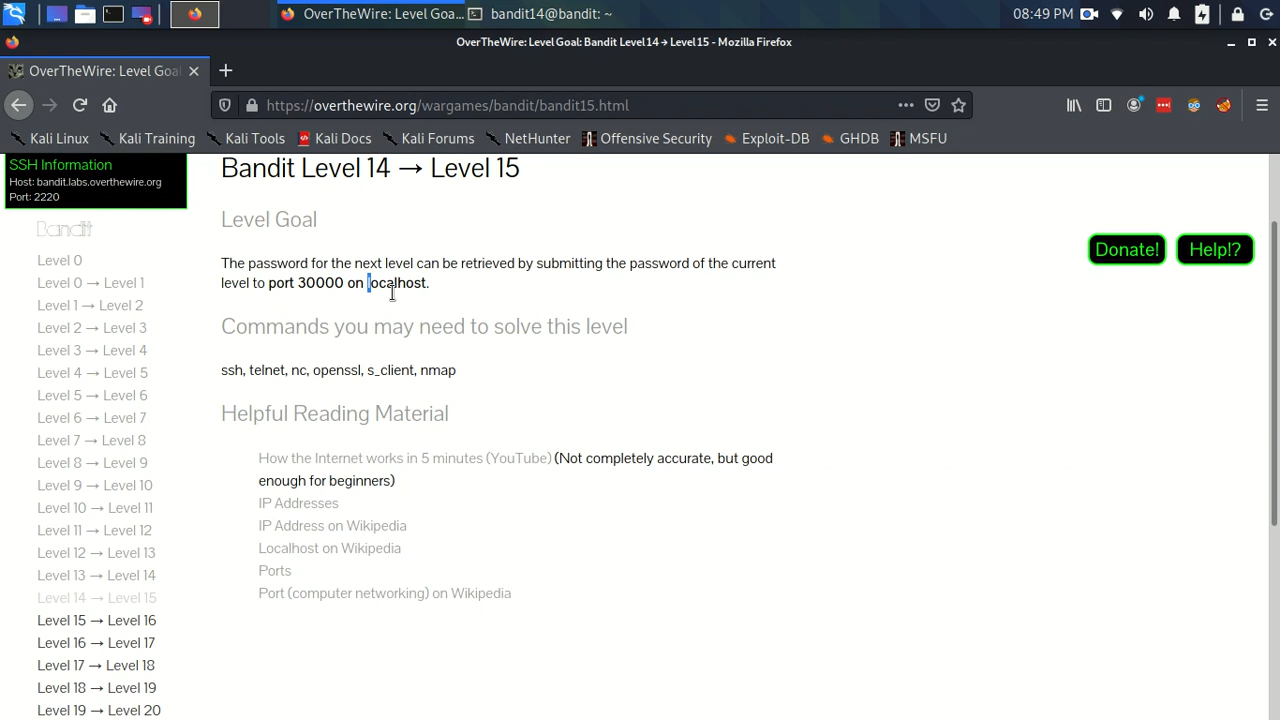 OverTheWire: Level Goa...
bandit14@bandit: ~
08:49 PM
OverTheWire: Level Goal: Bandit Level 14 → Level 15 - Mozilla Firefox
OverTheWire: Level Goal
https://overthewire.org/wargames/bandit/bandit15.html
Kali Linux
Kali Training
Kali Tools
Kali Docs
Kali Forums
NetHunter
Offensive Security
Exploit-DB
GHDB
MSFU
SSH Information
Host: bandit.labs.overthewire.org
Port: 2220
Bandit
Level 0
Level 0 → Level 1
Level 1 → Level 2
Level 2 → Level 3
Level 3 → Level 4
Level 4 → Level 5
Level 5 → Level 6
Level 6 → Level 7
Level 7 → Level 8
Level 8 → Level 9
Level 9 → Level 10
Level 10 → Level 11
Level 11 → Level 12
Level 12 → Level 13
Level 13 → Level 14
Level 14 → Level 15
Level 15 → Level 16
Level 16 → Level 17
Level 17 → Level 18
Level 18 → Level 19
Level 19 → Level 20
Bandit Level 14 → Level 15
Level Goal
The password for the next level can be retrieved by submitting the password of the current
level to port 30000 on localhost.
Commands you may need to solve this level
ssh, telnet, nc, openssl, s_client, nmap
Helpful Reading Material
How the Internet works in 5 minutes (YouTube) (Not completely accurate, but good
enough for beginners)
IP Addresses
IP Address on Wikipedia
Localhost on Wikipedia
Ports
Port (computer networking) on Wikipedia
Donate!
Help!?